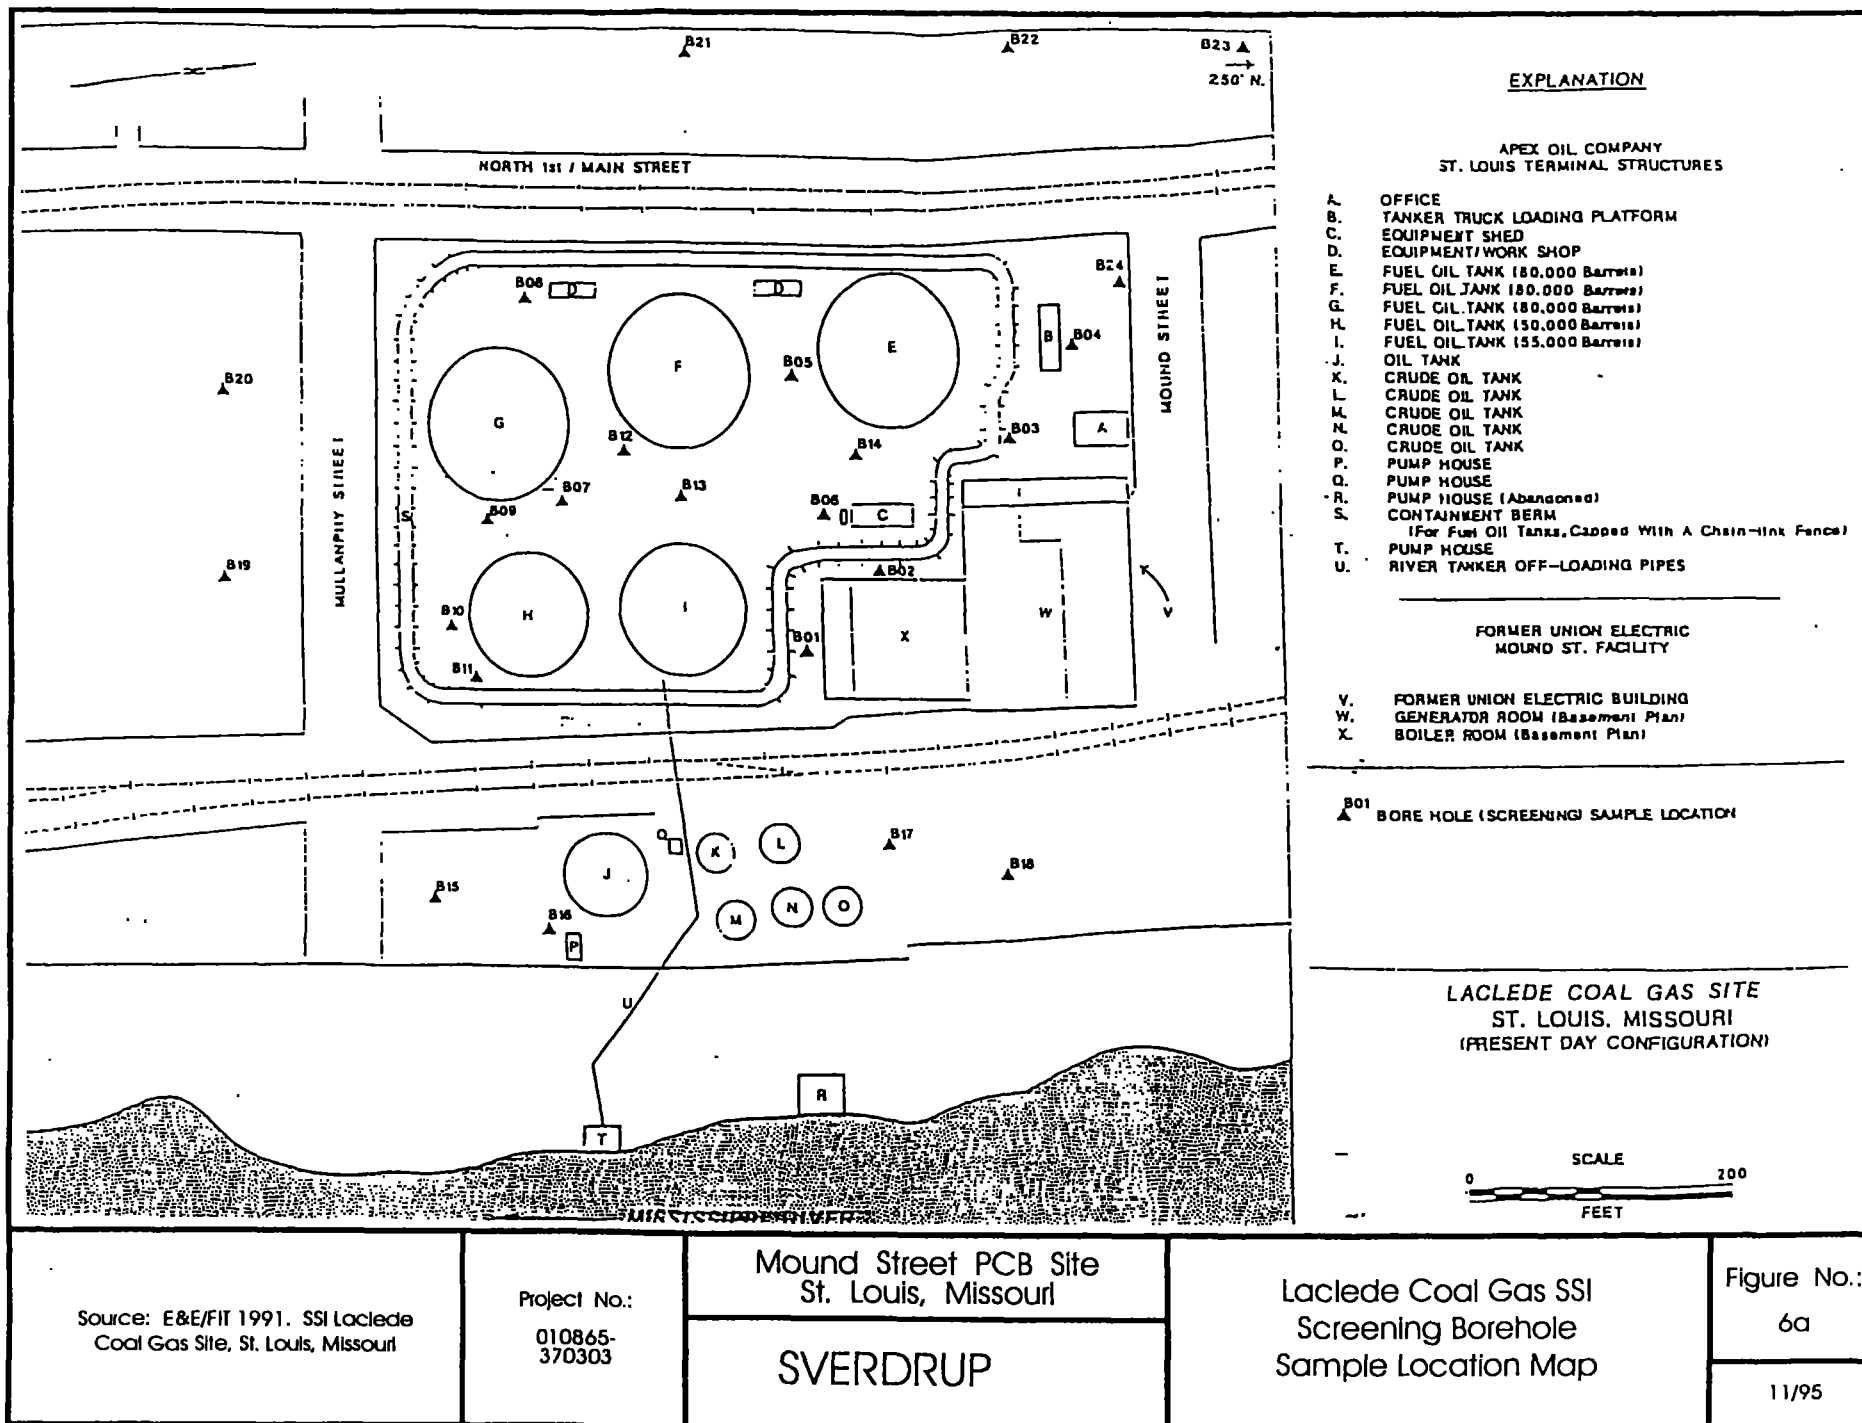 B21
B22
B23
250' N.
NORTH 1st / MAIN STREET
B24
B08
D
D
B
B04
E
F
B05
MOUND STREET
B20
G
B12
B14
B03
A
MULLANPHY STREET
B07
B13
B06
C
S
B09
B02
B19
B10
H
I
B01
X
W
V
B11
Q
K
L
B17
J
B18
B15
B16
M
N
O
P
U
R
T
MISSISSIPPI RIVER
EXPLANATION
APEX OIL COMPANY
ST. LOUIS TERMINAL STRUCTURES
A. OFFICE
B. TANKER TRUCK LOADING PLATFORM
C. EQUIPMENT SHED
D. EQUIPMENT/WORK SHOP
E. FUEL OIL TANK (80,000 Barrels)
F. FUEL OIL TANK (80,000 Barrels)
G. FUEL OIL TANK (80,000 Barrels)
H. FUEL OIL TANK (50,000 Barrels)
I. FUEL OIL TANK (55,000 Barrels)
J. OIL TANK
K. CRUDE OIL TANK
L. CRUDE OIL TANK
M. CRUDE OIL TANK
N. CRUDE OIL TANK
O. CRUDE OIL TANK
P. PUMP HOUSE
Q. PUMP HOUSE
R. PUMP HOUSE (Abandoned)
S. CONTAINMENT BERM
(For Fuel Oil Tanks, Capped With A Chain-link Fence)
T. PUMP HOUSE
U. RIVER TANKER OFF-LOADING PIPES
FORMER UNION ELECTRIC
MOUND ST. FACILITY
V. FORMER UNION ELECTRIC BUILDING
W. GENERATOR ROOM (Basement Plan)
X. BOILER ROOM (Basement Plan)
B01 BORE HOLE (SCREENING) SAMPLE LOCATION
LACLEDE COAL GAS SITE
ST. LOUIS, MISSOURI
(PRESENT DAY CONFIGURATION)
SCALE
0 200
FEET
Source: E&E/FIT 1991. SSI Laclede
Coal Gas Site, St. Louis, Missouri
Project No.:
010865-
370303
Mound Street PCB Site
St. Louis, Missouri
SVERDRUP
Laclede Coal Gas SSI
Screening Borehole
Sample Location Map
Figure No.:
6a
11/95